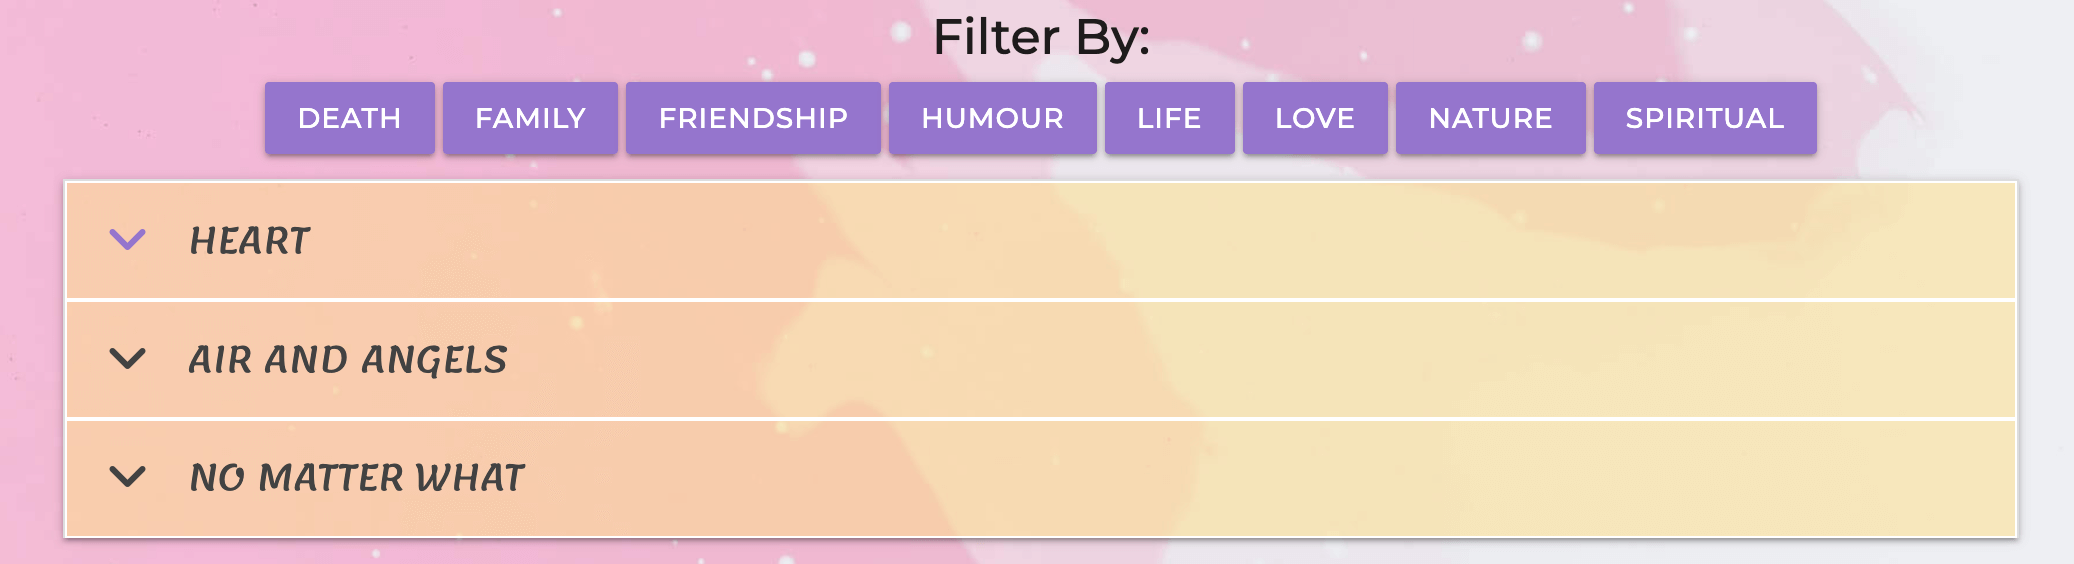 Filter By:
DEATH FAMILY FRIENDSHIP HUMOUR LIFE LOVE NATURE SPIRITUAL
HEART
AIR AND ANGELS
NO MATTER WHAT